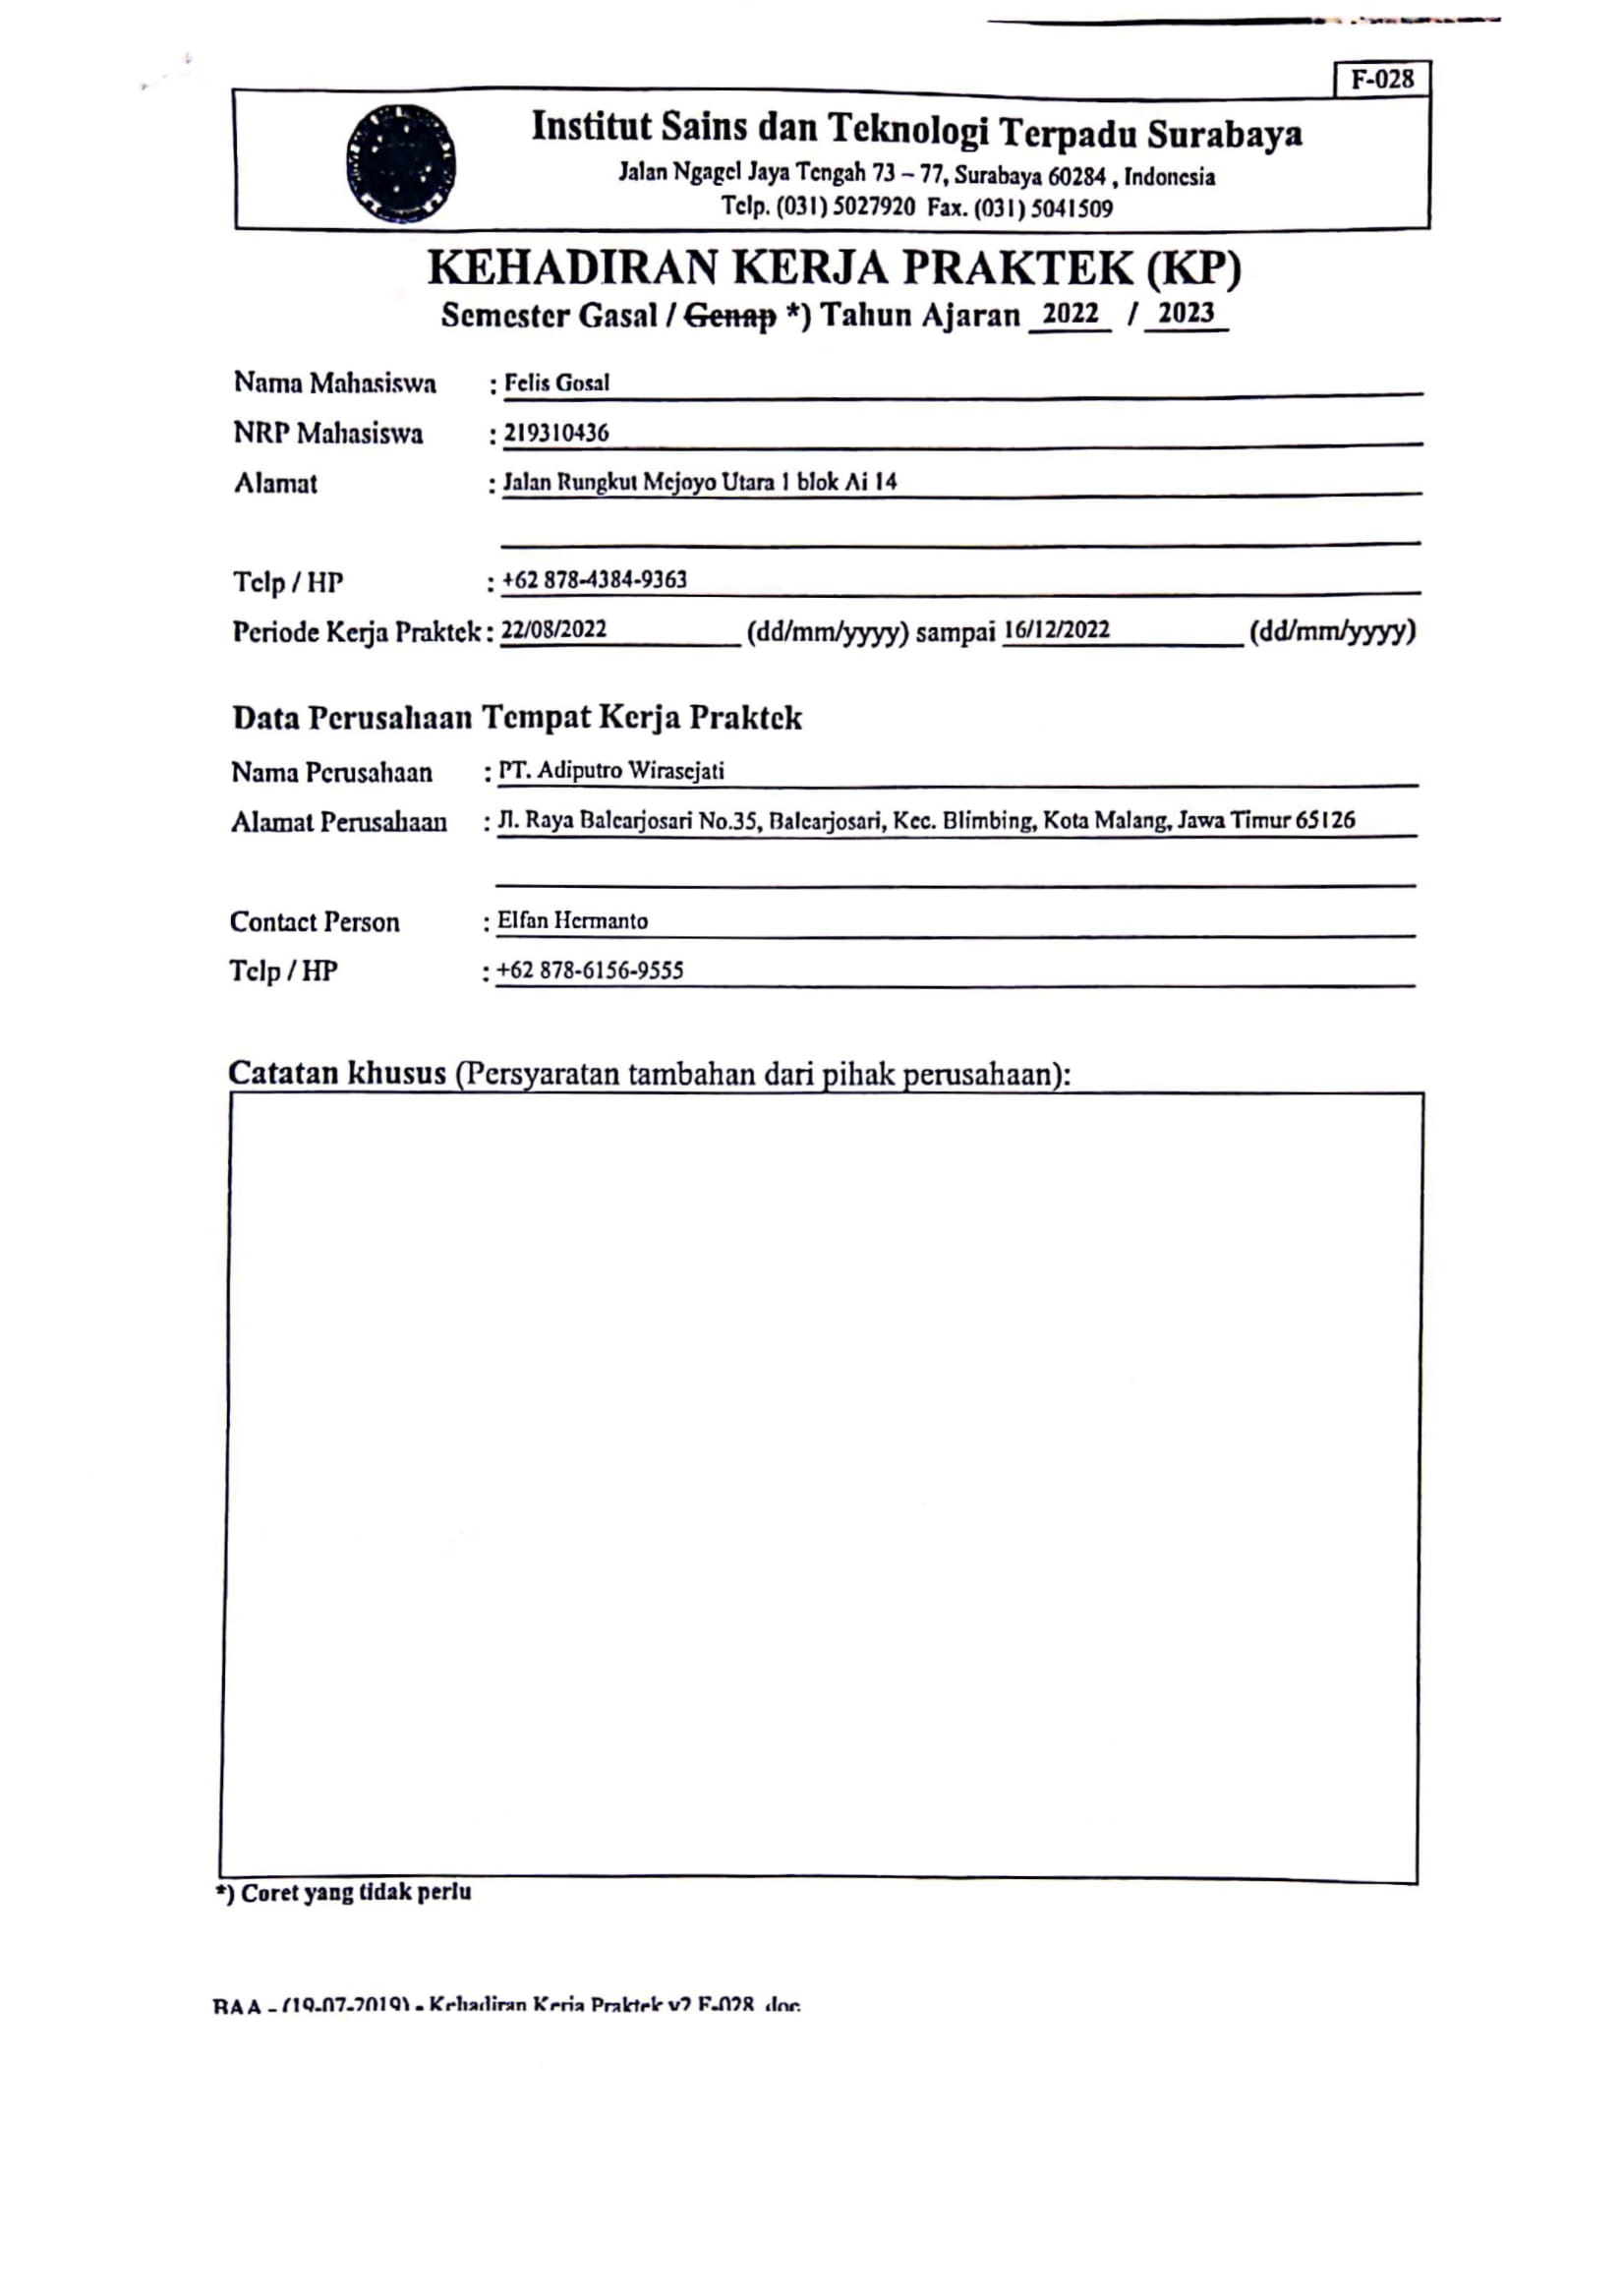 F-028
Institut Sains dan Teknologi Terpadu Surabaya
Jalan Ngagel Jaya Tengah 73 – 77, Surabaya 60284 , Indonesia
Telp. (031) 5027920 Fax. (031) 5041509
KEHADIRAN KERJA PRAKTEK (KP)
Semester Gasal / Genap *) Tahun Ajaran 2022 / 2023
Nama Mahasiswa : Felis Gosal
NRP Mahasiswa : 219310436
Alamat : Jalan Rungkut Mejoyo Utara 1 blok Ai 14
Telp / HP : +62 878-4384-9363
Periode Kerja Praktek : 22/08/2022 (dd/mm/yyyy) sampai 16/12/2022 (dd/mm/yyyy)
Data Perusahaan Tempat Kerja Praktek
Nama Perusahaan : PT. Adiputro Wirasejati
Alamat Perusahaan : Jl. Raya Balearjosari No.35, Balearjosari, Kec. Blimbing, Kota Malang, Jawa Timur 65126
Contact Person : Elfan Hermanto
Telp / HP : +62 878-6156-9555
Catatan khusus (Persyaratan tambahan dari pihak perusahaan):
*) Coret yang tidak perlu
BAA - (19-07-2019) - Kehadiran Kerja Praktek v2 F-028 .doc